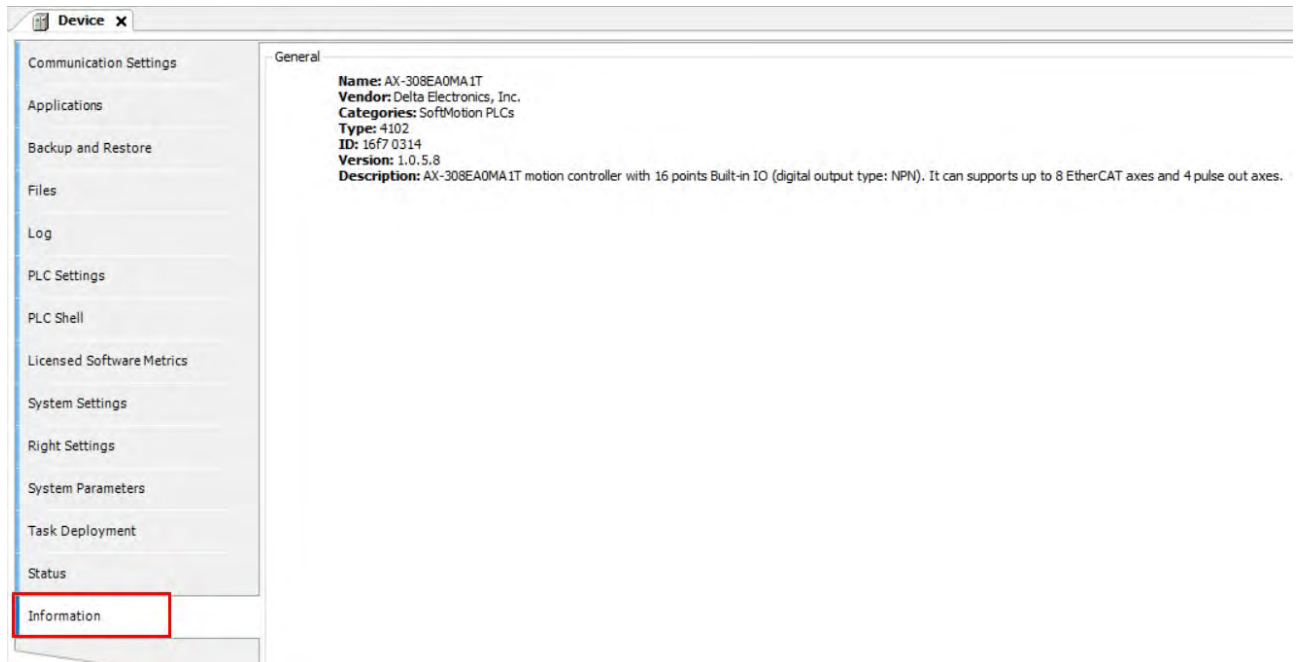 Device X
Communication Settings
Applications
Backup and Restore
Files
Log
PLC Settings
PLC Shell
Licensed Software Metrics
System Settings
Right Settings
System Parameters
Task Deployment
Status
Information
General
Name: AX-308EA0MA1T
Vendor: Delta Electronics, Inc.
Categories: SoftMotion PLCs
Type: 4102
ID: 16f7 0314
Version: 1.0.5.8
Description: AX-308EA0MA1T motion controller with 16 points Built-in IO (digital output type: NPN). It can supports up to 8 EtherCAT axes and 4 pulse out axes.